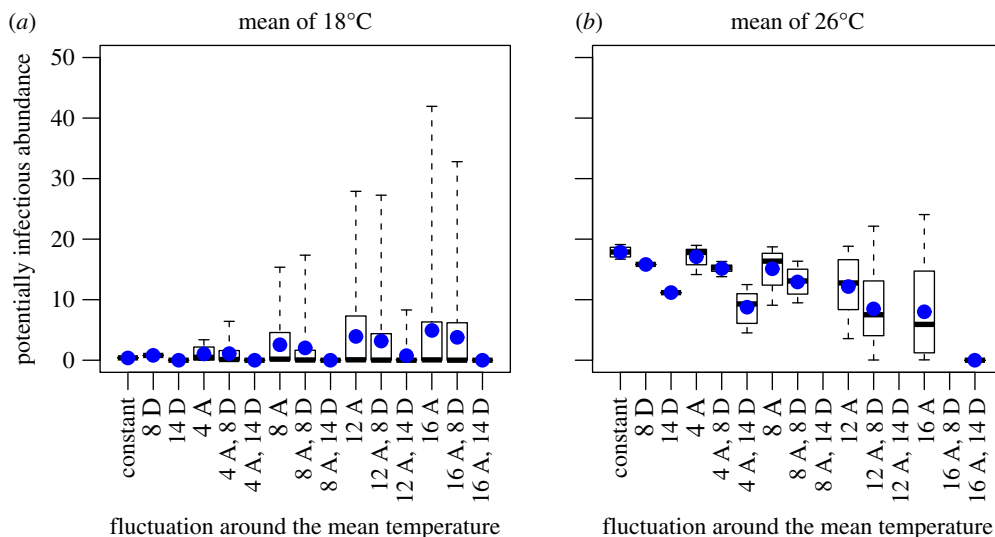 (a) mean of 18°C
potentially infectious abundance
50
40
30
20
10
0
constant
8 D
14 D
4 A
4 A, 8 D
4 A, 14 D
8 A
8 A, 8 D
8 A, 14 D
12 A
12 A, 8 D
12 A, 14 D
16 A
16 A, 8 D
16 A, 14 D
fluctuation around the mean temperature
(b) mean of 26°C
constant
8 D
14 D
4 A
4 A, 8 D
4 A, 14 D
8 A
8 A, 8 D
8 A, 14 D
12 A
12 A, 8 D
12 A, 14 D
16 A
16 A, 8 D
16 A, 14 D
fluctuation around the mean temperature